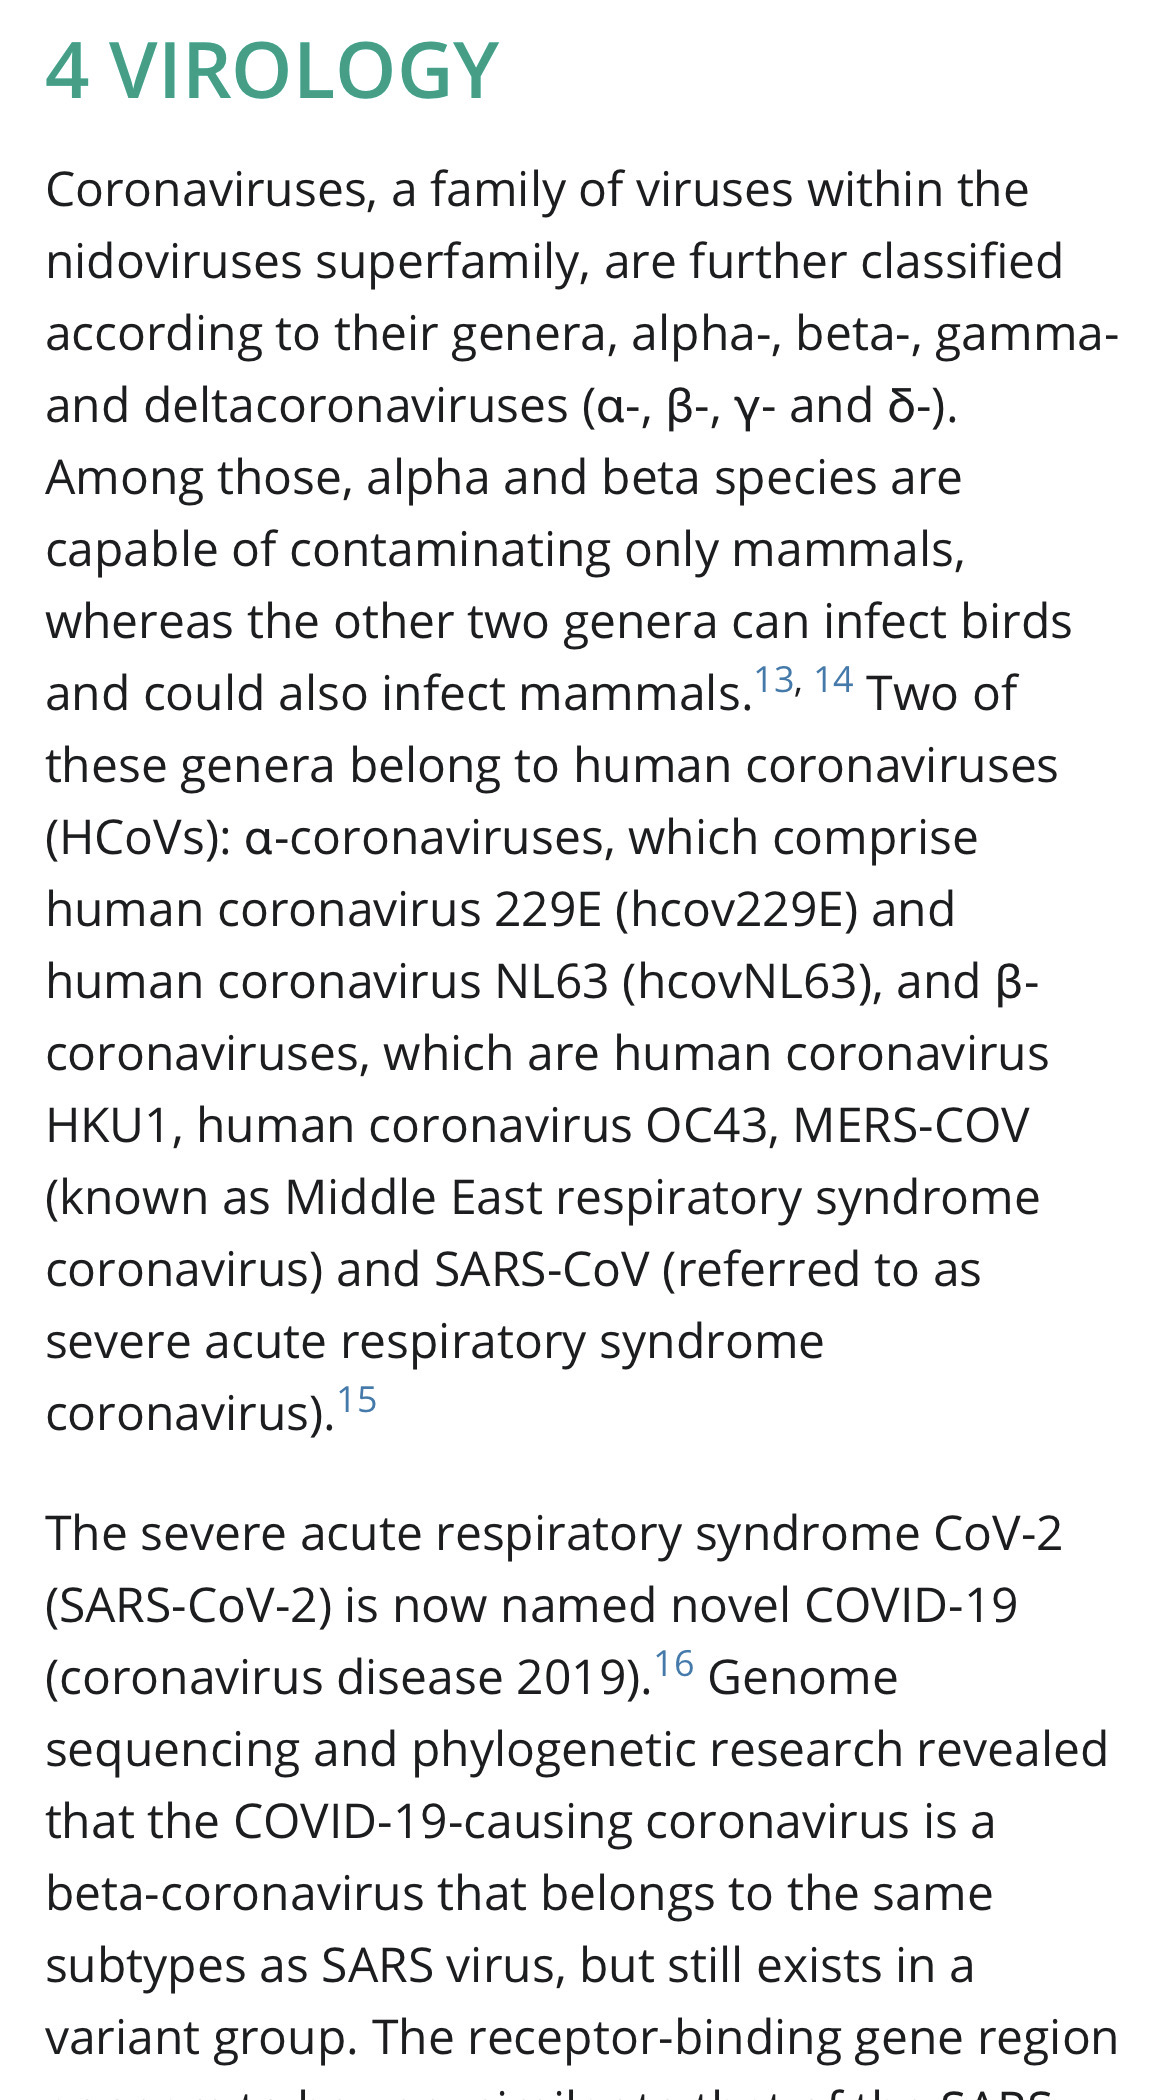 4 VIROLOGY
Coronaviruses, a family of viruses within the
nidoviruses superfamily, are further classified
according to their genera, alpha-, beta-, gamma-
and deltacoronaviruses (α-, β-, γ- and δ-).
Among those, alpha and beta species are
capable of contaminating only mammals,
whereas the other two genera can infect birds
and could also infect mammals.13, 14 Two of
these genera belong to human coronaviruses
(HCoVs): α-coronaviruses, which comprise
human coronavirus 229E (hcov229E) and
human coronavirus NL63 (hcovNL63), and β-
coronaviruses, which are human coronavirus
HKU1, human coronavirus OC43, MERS-COV
(known as Middle East respiratory syndrome
coronavirus) and SARS-CoV (referred to as
severe acute respiratory syndrome
coronavirus).15
The severe acute respiratory syndrome CoV-2
(SARS-CoV-2) is now named novel COVID-19
(coronavirus disease 2019).16 Genome
sequencing and phylogenetic research revealed
that the COVID-19-causing coronavirus is a
beta-coronavirus that belongs to the same
subtypes as SARS virus, but still exists in a
variant group. The receptor-binding gene region